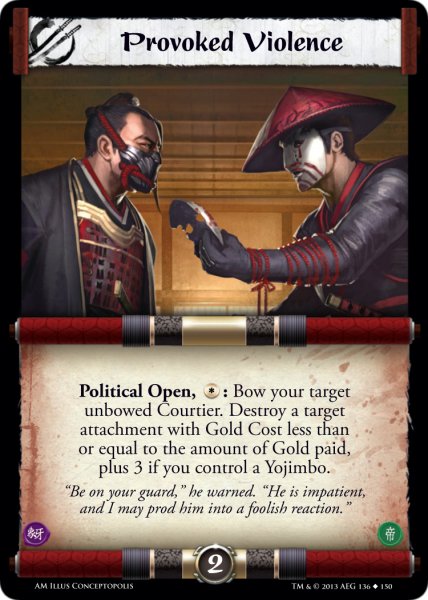 Provoked Violence
Political Open, *: Bow your target
unbowed Courtier. Destroy a target
attachment with Gold Cost less than
or equal to the amount of Gold paid,
plus 3 if you control a Yojimbo.
“Be on your guard,” he warned. “He is impatient,
and I may prod him into a foolish reaction.”
帝
2
AM ILLUS CONCEPTOPOLIS
TM & © 2013 AEG 136 ◆ 150